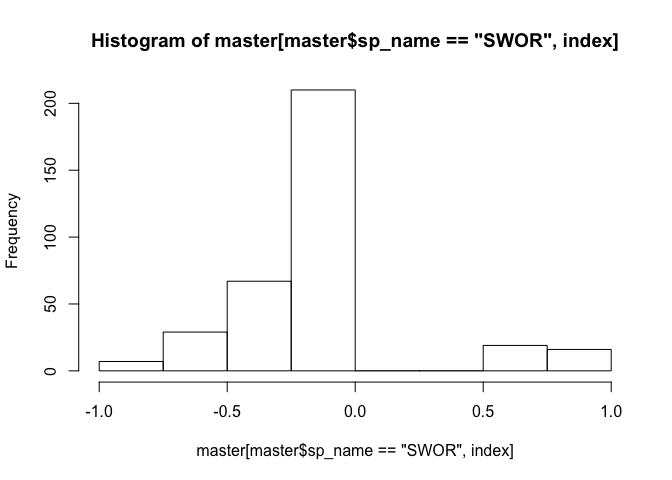 Histogram of master[master$sp_name == "SWOR", index]
Frequency
200
150
100
50
0
-1.0 -0.5 0.0 0.5 1.0
master[master$sp_name == "SWOR", index]